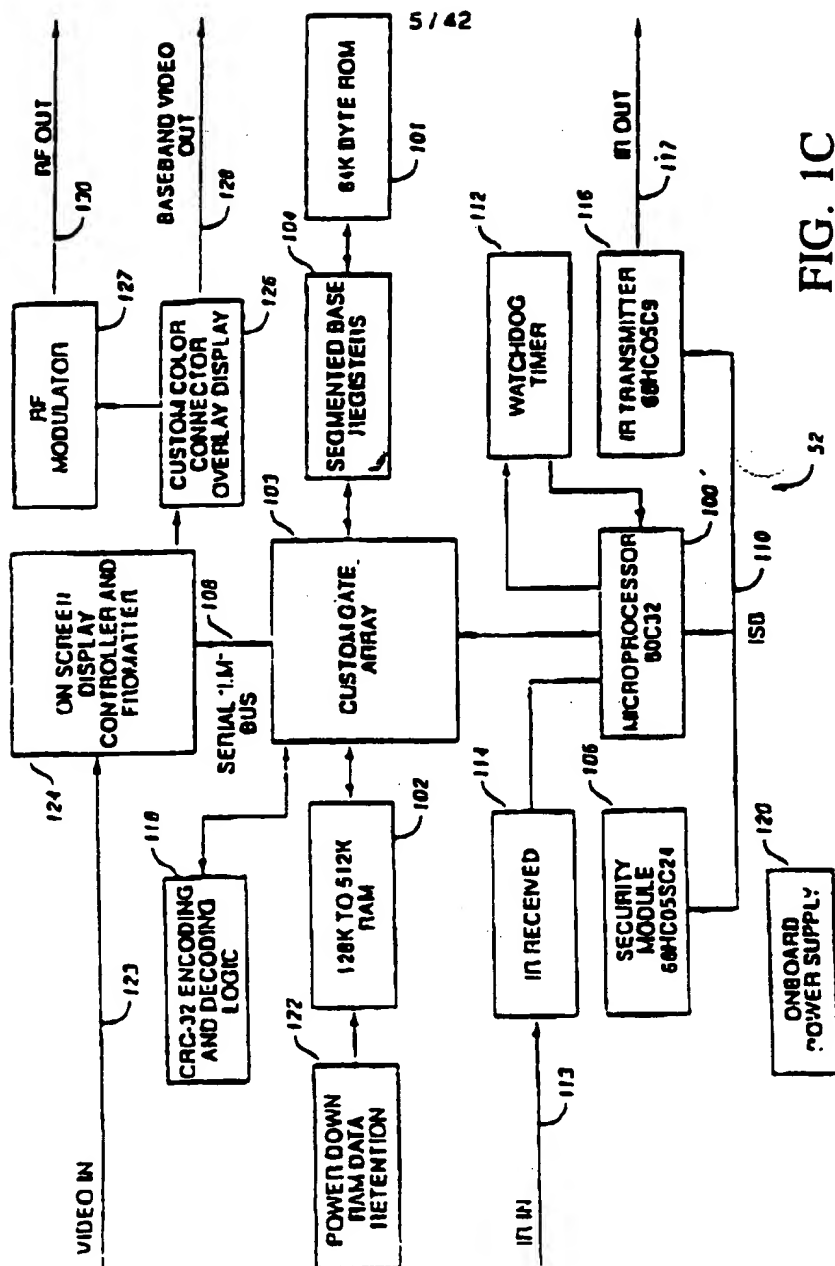 5/42
VIDEO IN
123
124
ON SCREEN
DISPLAY
CONTROLLER AND
FROMATTER
RF
MODULATOR
127
RF OUT
130
CUSTOM COLOR
CONNECTOR
OVERLAY DISPLAY
126
BASEBAND VIDEO
OUT
128
118
CRC-32 ENCODING
AND DECODING
LOGIC
SERIAL "I.M"
BUS
108
122
POWER DOWN
RAM DATA
RETENTION
128K TO 512K
RAM
102
CUSTOM GATE
ARRAY
103
SEGMENTED BASE
REGISTERS
104
64K BYTE ROM
101
IR IN
113
IR RECEIVED
114
MICROPROCESSOR
80C32
100'
WATCHDOG
TIMER
112
SECURITY
MODULE
68HC05SC24
106
IR TRANSMITTER
68HC05C9
116
IR OUT
117
ISB
110
52
ONBOARD
POWER SUPPLY
120
FIG. 1C